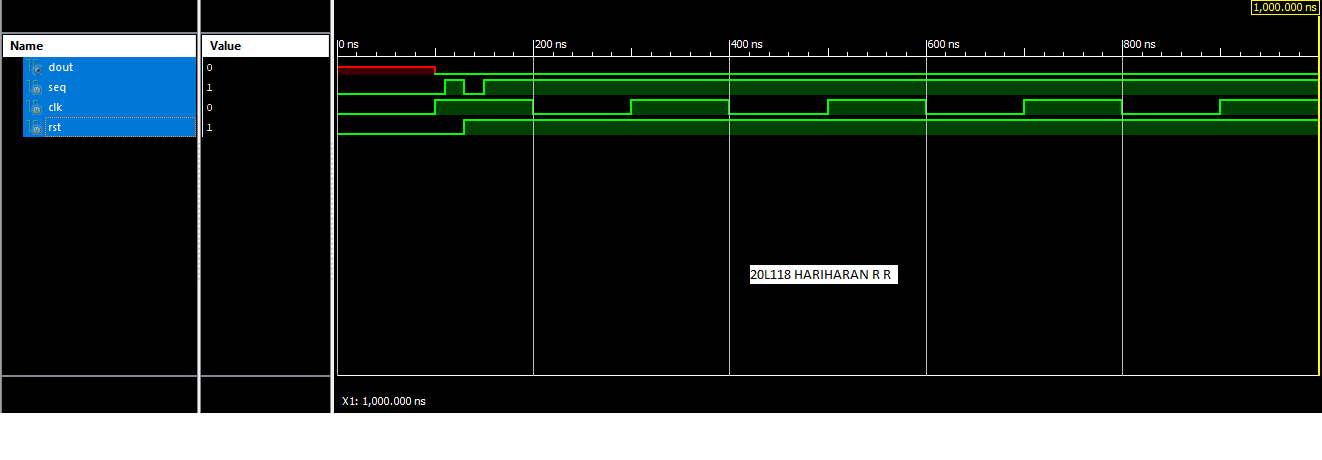 1,000.000 ns
Name Value
0 ns 200 ns 400 ns 600 ns 800 ns
dout 0
seq 1
clk 0
rst 1
20L118 HARIHARAN R R
X1: 1,000.000 ns